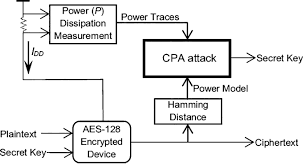 Power (P)
Dissipation
Measurement
Power Traces
IDD
CPA attack
Secret Key
Power Model
Hamming
Distance
Plaintext
Secret Key
AES-128
Encrypted
Device
Ciphertext